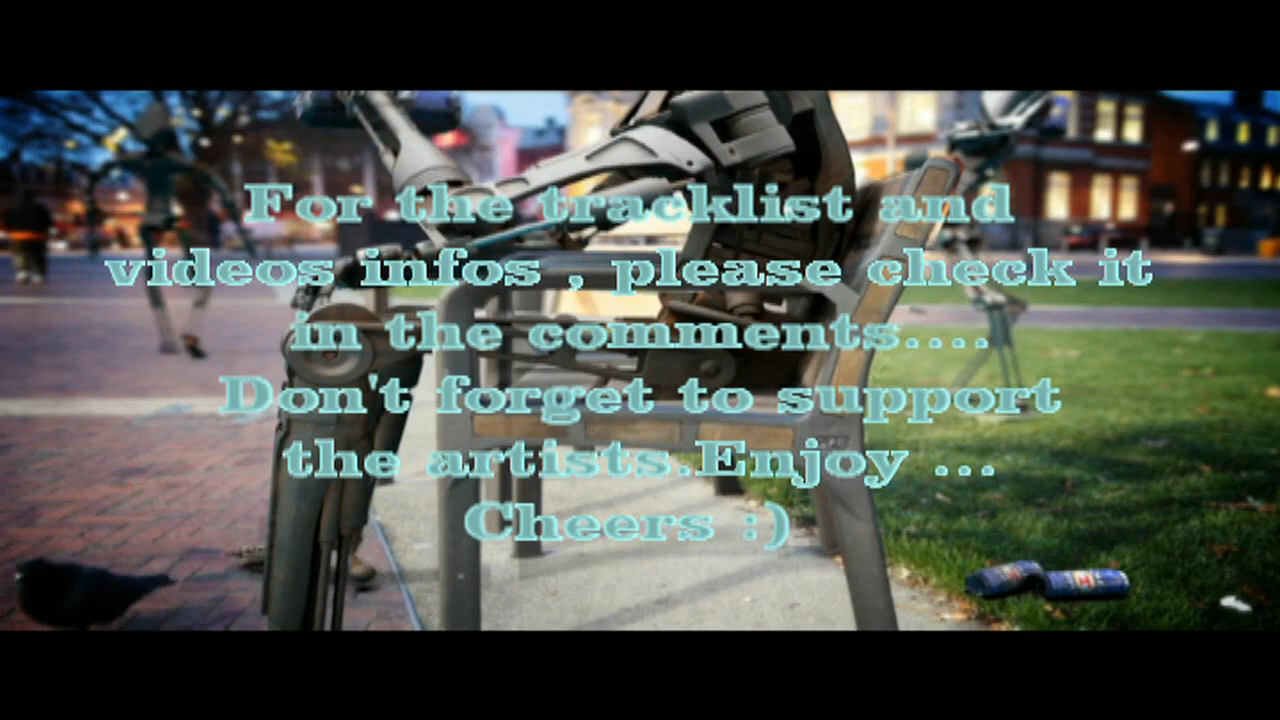 For the tracklist and
videos infos , please check it
in the comments....
Don't forget to support
the artists.Enjoy ...
Cheers :)